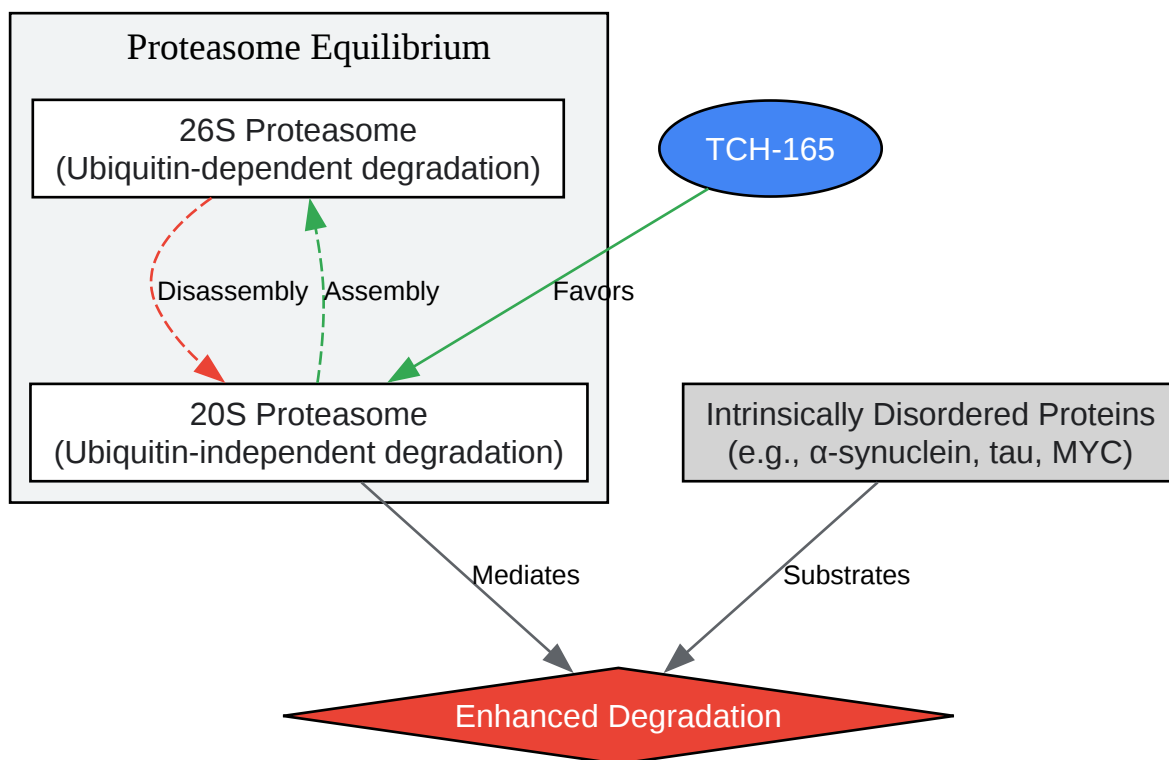 Proteasome Equilibrium
26S Proteasome
(Ubiquitin-dependent degradation)
TCH-165
Disassembly
Assembly
Favors
20S Proteasome
(Ubiquitin-independent degradation)
Intrinsically Disordered Proteins
(e.g., α-synuclein, tau, MYC)
Mediates
Substrates
Enhanced Degradation